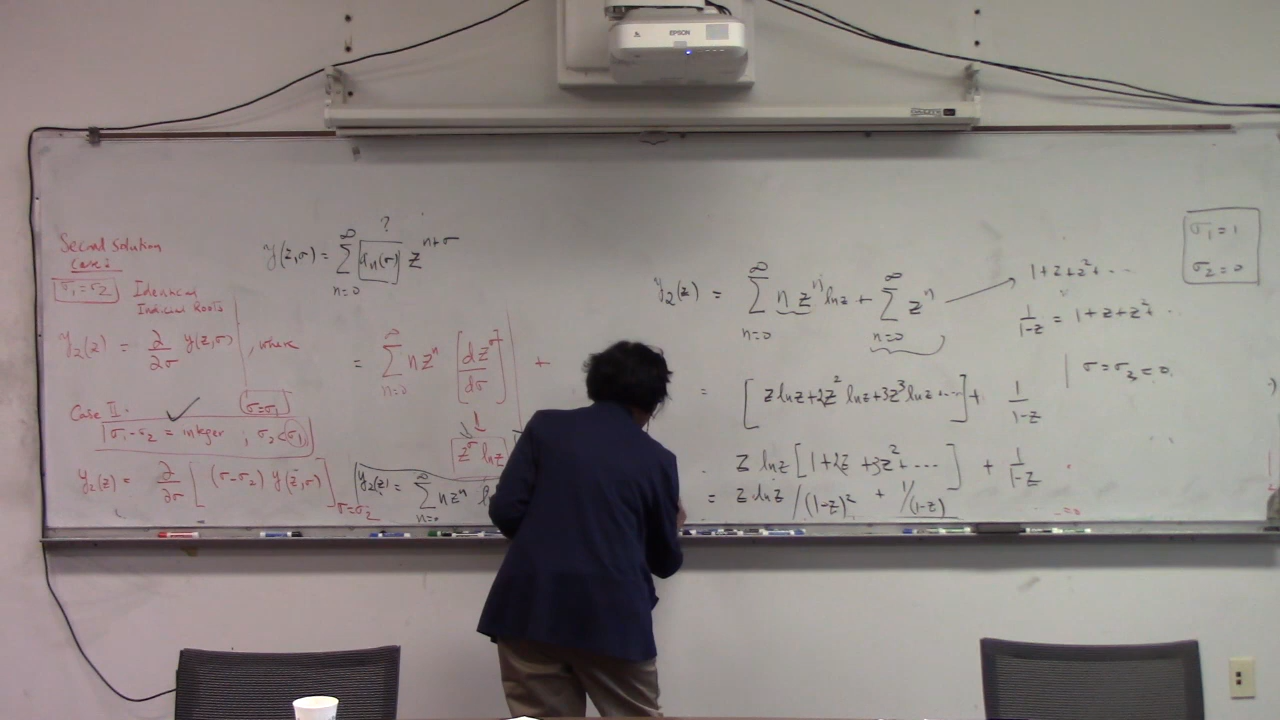 EPSON
Second solution
Case I
σ₁ = σ₂ Identical
Indicial Roots
y₂(z) = ∂/∂σ y(z,σ) , where
σ=σ₁
Case II.
σ₁-σ₂ = integer ; σ₂<σ₁
y₂(z) = ∂/∂σ [ (σ-σ₂) y(z,σ) ] σ=σ₂
?
y(z,σ) = ∑_{n=0}^{∞} aₙ(σ) z^{n+σ}
= ∑_{n=0}^{∞} n zⁿ [ dz^σ/dσ ] +
z^σ ln z
y₂(z) = ∑_{n=0}^{∞} n zⁿ
y₂(z) = ∑_{n=0}^{∞} n zⁿ ln z + ∑_{n=0}^{∞} zⁿ
1+z+z²+...
1/(1-z) = 1+z+z²+
σ=σ₂=0
= [ z ln z + 2z² ln z + 3z³ ln z + ... ] + 1/(1-z)
z ln z [ 1+2z+3z²+.... ] + 1/(1-z)
= z ln z /(1-z)² + 1/(1-z)
=0
σ₁=1
σ₂=0